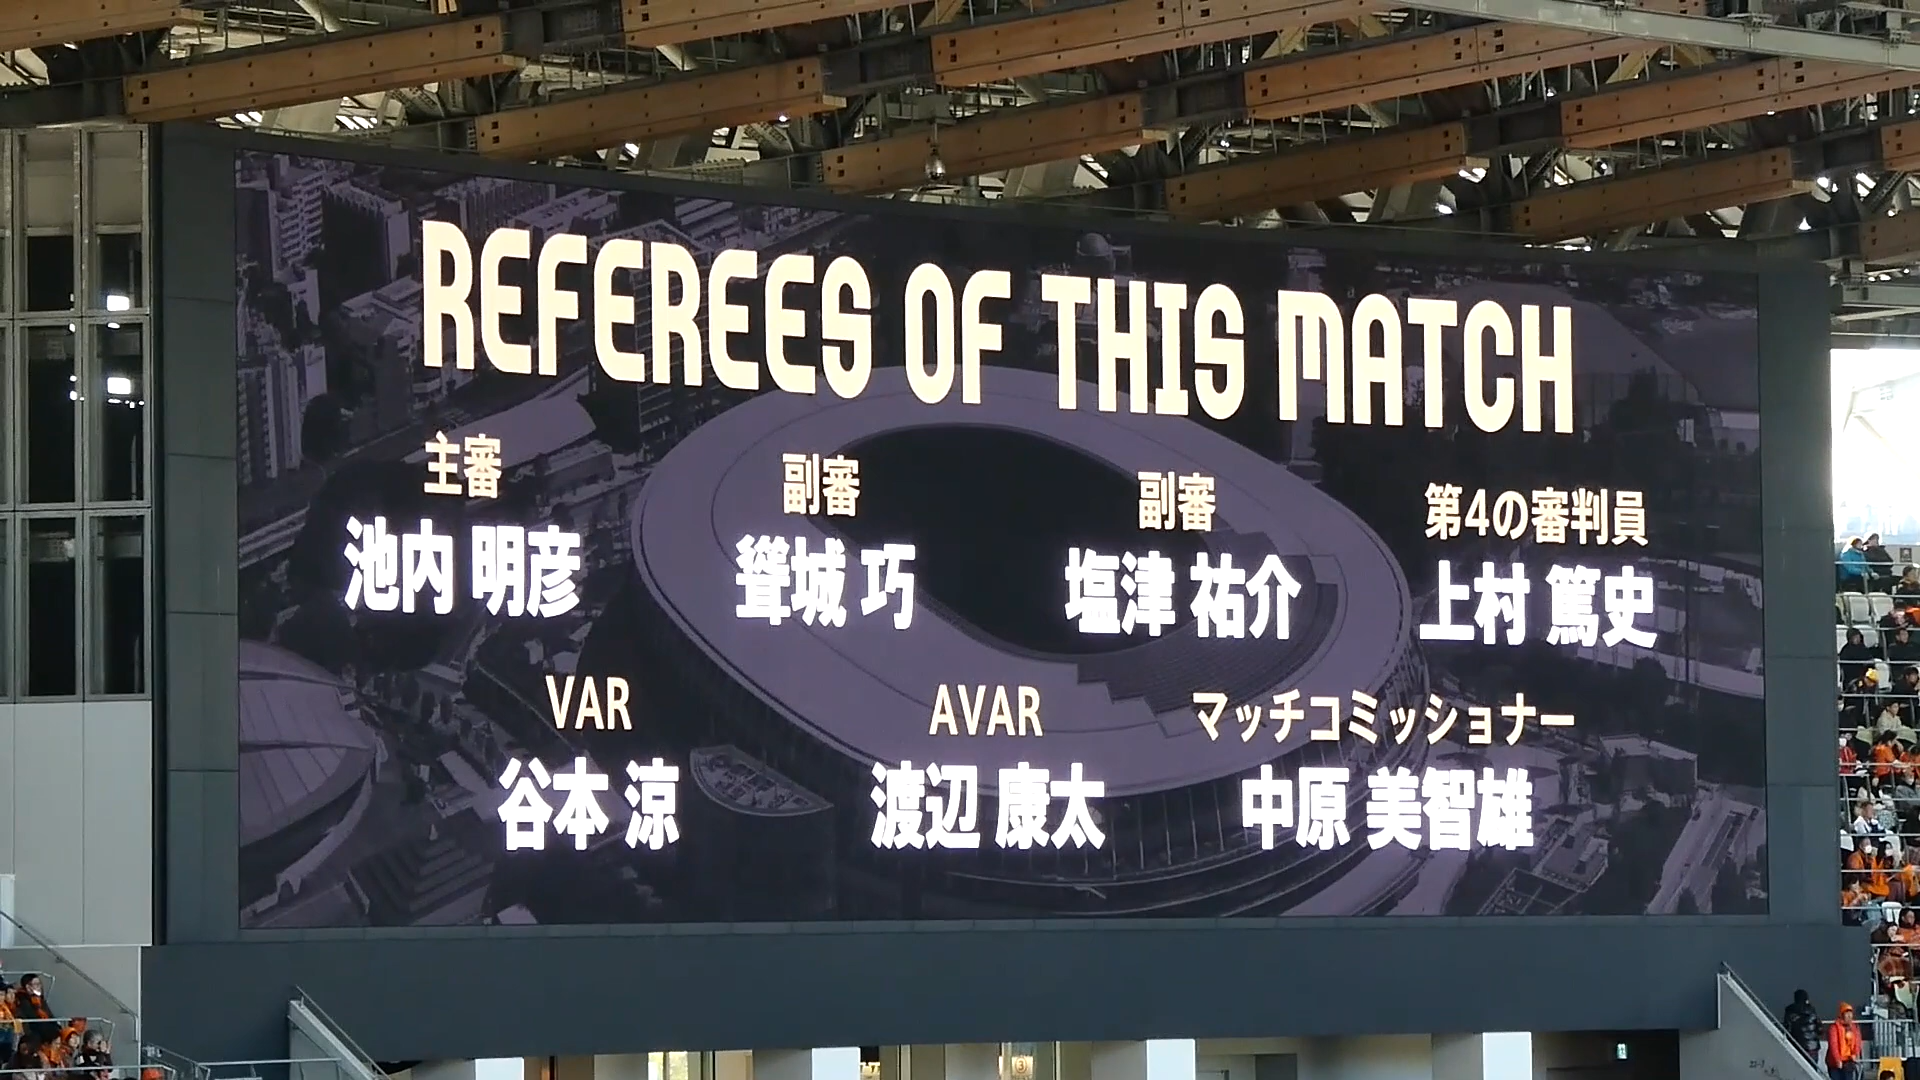 REFEREES OF THIS MATCH
主審 副審 副審 第4の審判員
池内 明彦 聳城 巧 塩津 祐介 上村 篤史
VAR AVAR マッチコミッショナー
谷本 涼 渡辺 康太 中原 美智雄